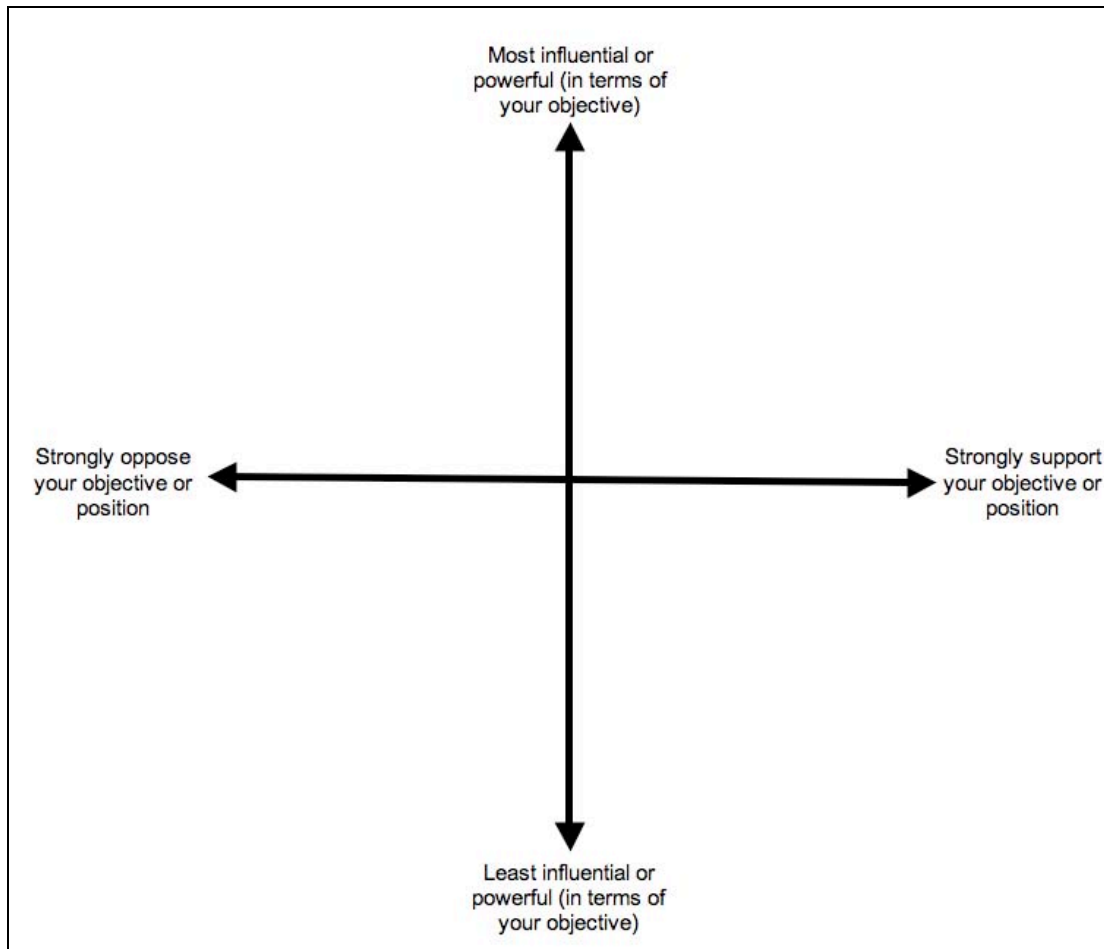 Most influential or
powerful (in terms of
your objective)
Strongly oppose
your objective or
position
Strongly support
your objective or
position
Least influential or
powerful (in terms of
your objective)